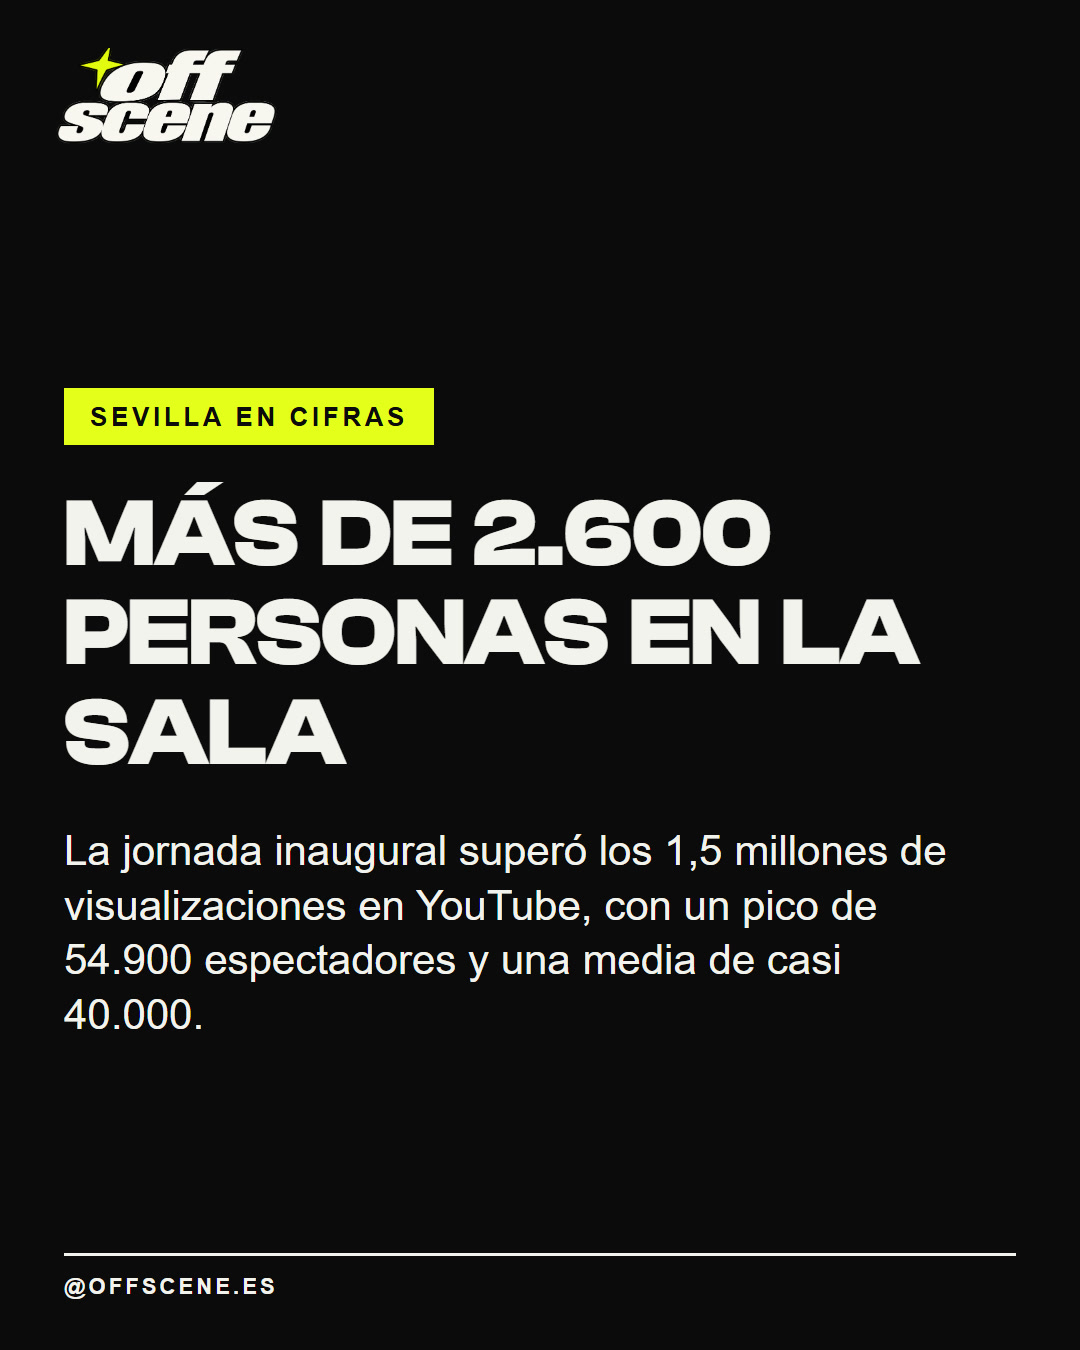 off
scene
SEVILLA EN CIFRAS
MÁS DE 2.600
PERSONAS EN LA
SALA
La jornada inaugural superó los 1,5 millones de
visualizaciones en YouTube, con un pico de
54.900 espectadores y una media de casi
40.000.
@OFFSCENE.ES